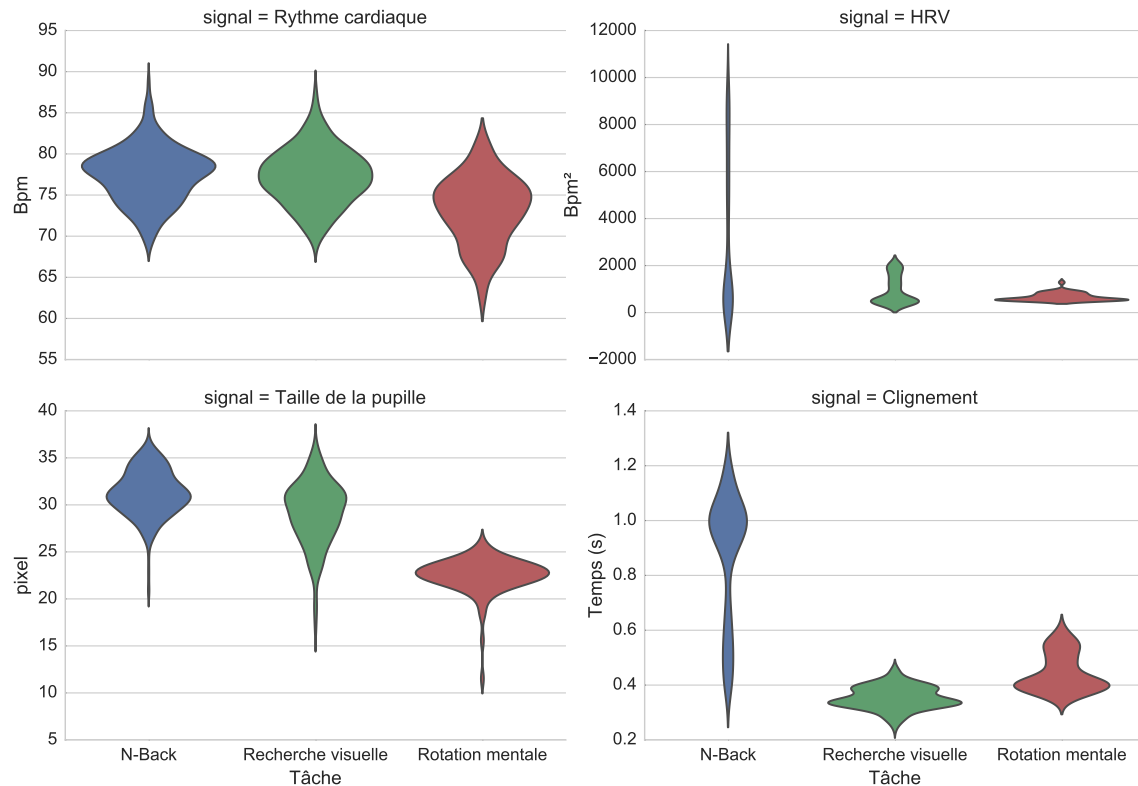 signal = Rythme cardiaque
95
90
85
80
75
70
65
60
55
Bpm
signal = HRV
12000
10000
8000
6000
4000
2000
0
−2000
Bpm²
signal = Taille de la pupille
40
35
30
25
20
15
10
5
pixel
N-Back Recherche visuelle Rotation mentale
Tâche
signal = Clignement
1.4
1.2
1.0
0.8
0.6
0.4
0.2
Temps (s)
N-Back Recherche visuelle Rotation mentale
Tâche